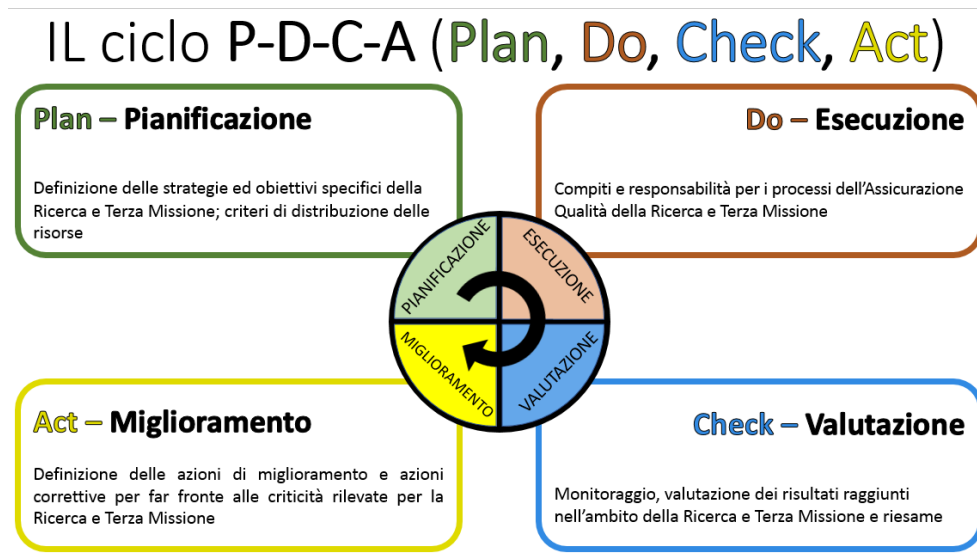 IL ciclo P-D-C-A (Plan, Do, Check, Act)
Plan – Pianificazione
Definizione delle strategie ed obiettivi specifici della
Ricerca e Terza Missione; criteri di distribuzione delle
risorse
Do – Esecuzione
Compiti e responsabilità per i processi dell’Assicurazione
Qualità della Ricerca e Terza Missione
PIANIFICAZIONE
ESECUZIONE
MIGLIORAMENTO
VALUTAZIONE
Act – Miglioramento
Definizione delle azioni di miglioramento e azioni
correttive per far fronte alle criticità rilevate per la
Ricerca e Terza Missione
Check – Valutazione
Monitoraggio, valutazione dei risultati raggiunti
nell’ambito della Ricerca e Terza Missione e riesame